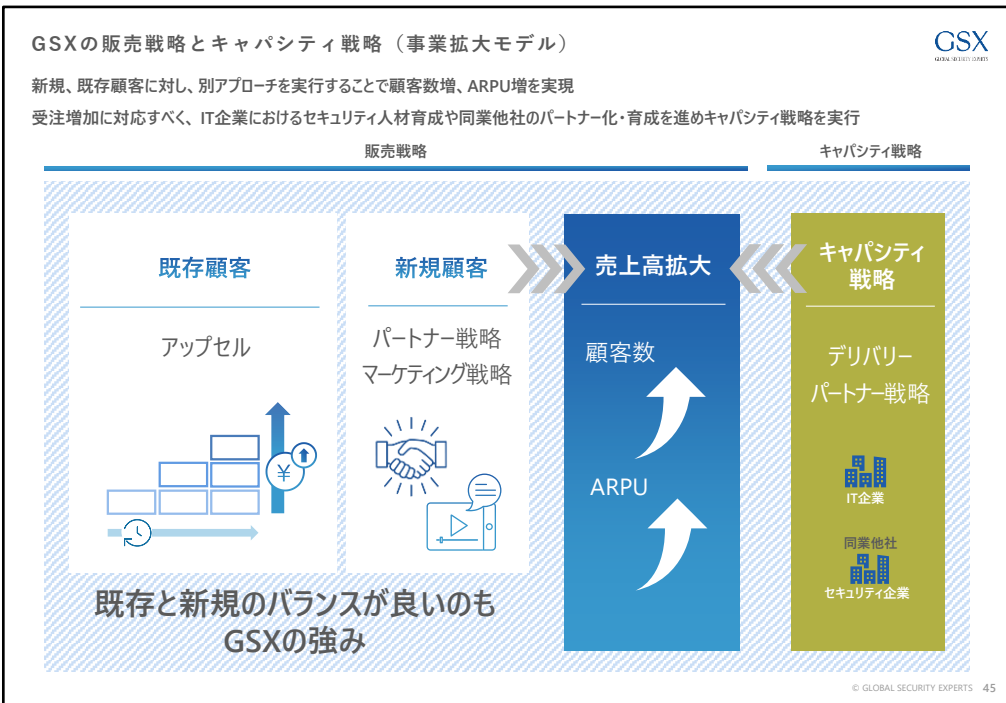 GSXの販売戦略とキャパシティ戦略（事業拡大モデル）
GSX
GLOBAL SECURITY EXPERTS
新規、既存顧客に対し、別アプローチを実行することで顧客数増、ARPU増を実現
受注増加に対応すべく、IT企業におけるセキュリティ人材育成や同業他社のパートナー化・育成を進めキャパシティ戦略を実行
販売戦略
キャパシティ戦略
既存顧客
アップセル
¥
新規顧客
パートナー戦略
マーケティング戦略
既存と新規のバランスが良いのも
GSXの強み
売上高拡大
顧客数
ARPU
キャパシティ
戦略
デリバリー
パートナー戦略
IT企業
同業他社
セキュリティ企業
© GLOBAL SECURITY EXPERTS 45